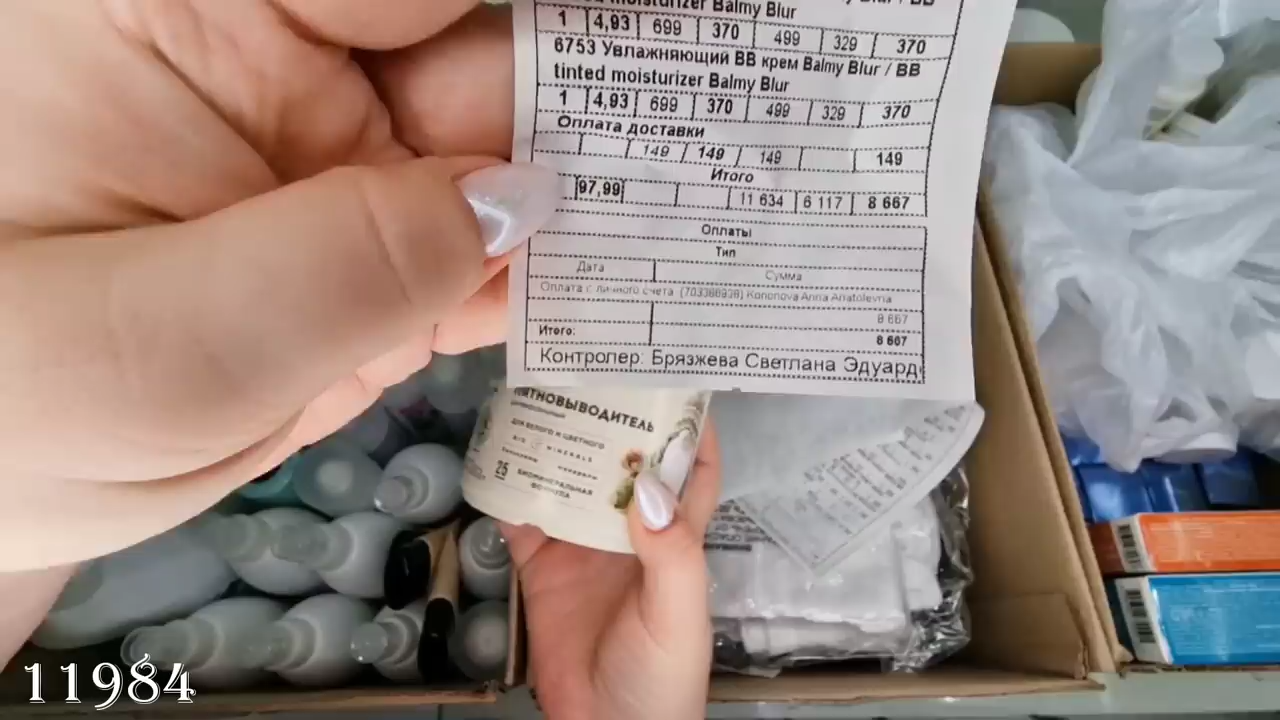 tinted moisturizer Balmy Blur
1 4,93 699 370 499 329 370
6753 Увлажняющий BB крем Balmy Blur / BB
tinted moisturizer Balmy Blur
1 4,93 699 370 499 329 370
Оплата доставки
149 149 149 149
Итого
97,99 11 634 6 117 8 667
Оплаты
Тип
Дата Сумма
Оплата с личного счета Kononova Anna Anatolevna
8 667
Итого: 8 667
Контролер: Брязжева Светлана Эдуард
ПЯТНОВЫВОДИТЕЛЬ
ДЛЯ БЕЛОГО И ЦВЕТНОГО
BIO MINERALS
25 БИОМИНЕРАЛЬНАЯ
ФОРМУЛА
11984